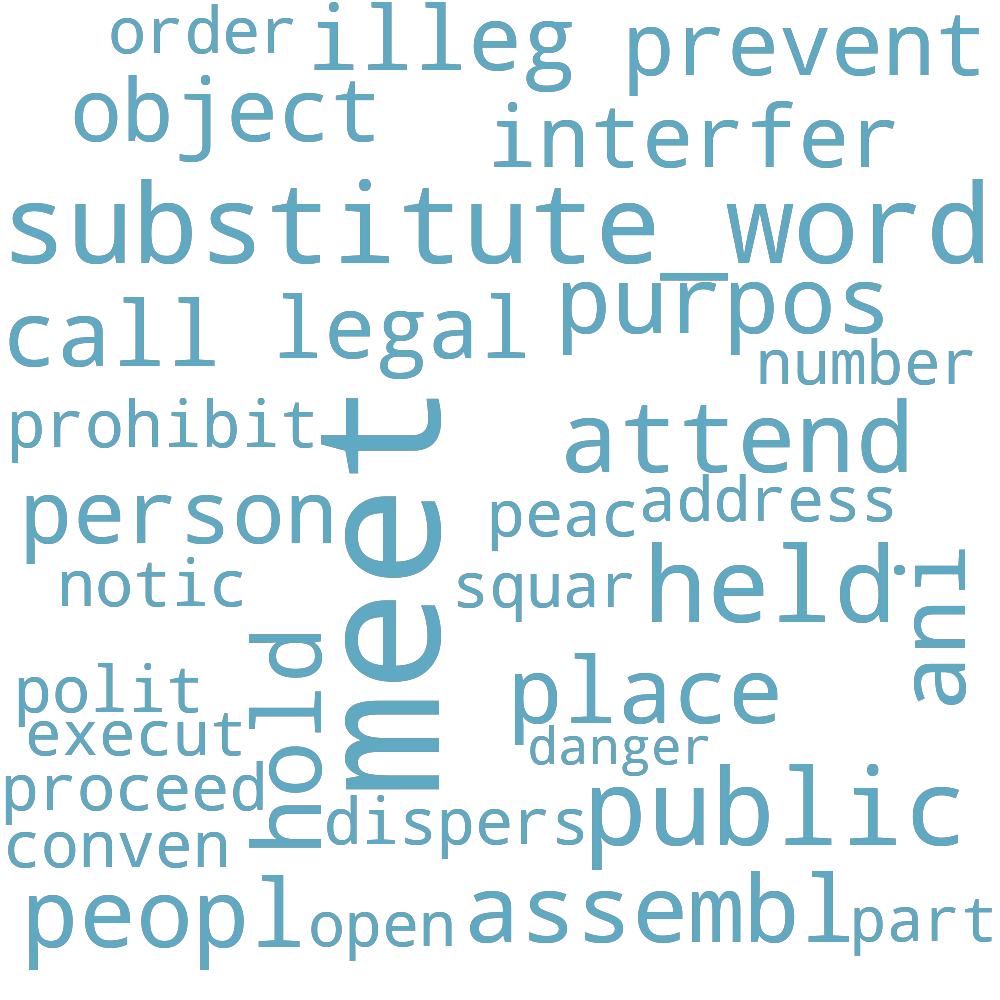 order illeg prevent
object interfer
substitute_word
call legal purpos
number
prohibit meet attend
person peac address
notic squar held ani
polit hold place
execut danger
proceed dispers public
conven
peopl open assembl part